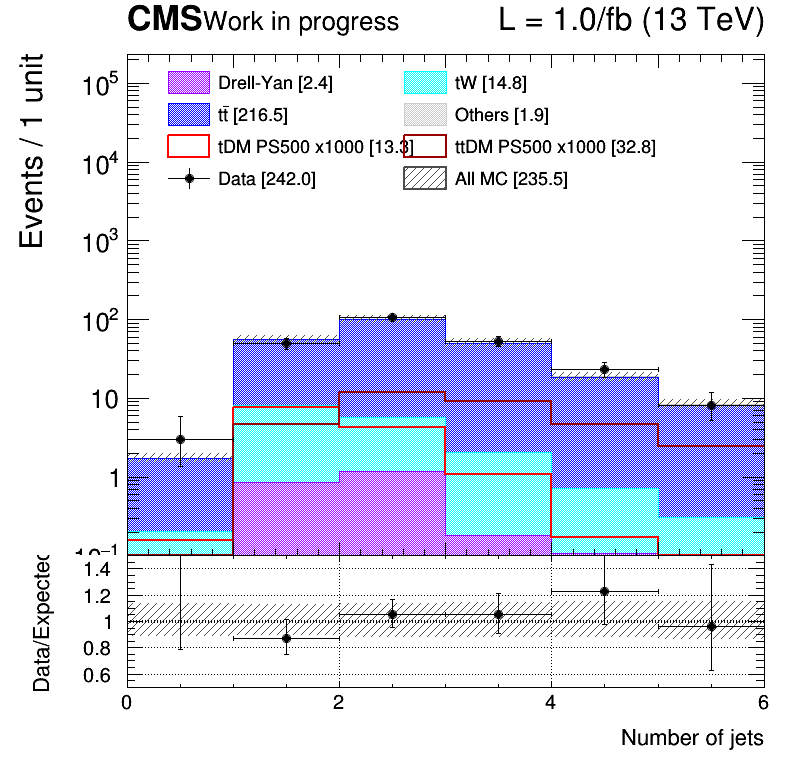 CMS Work in progress L = 1.0/fb (13 TeV)
Events / 1 unit
Drell-Yan [2.4] tW [14.8]
tt̄ [216.5] Others [1.9]
tDM PS500 x1000 [13.3] ttDM PS500 x1000 [32.8]
Data [242.0] All MC [235.5]
10⁵
10⁴
10³
10²
10
1
10⁻¹
Data/Expected
1.4
1.2
1
0.8
0.6
0 2 4 6
Number of jets